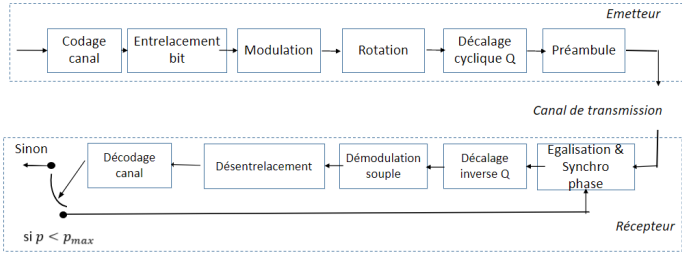 Emetteur
Codage
canal
Entrelacement
bit
Modulation
Rotation
Décalage
cyclique Q
Préambule
Canal de transmission
Sinon
Décodage
canal
Désentrelacement
Démodulation
souple
Décalage
inverse Q
Egalisation &
Synchro
phase
Récepteur
si p < p_max